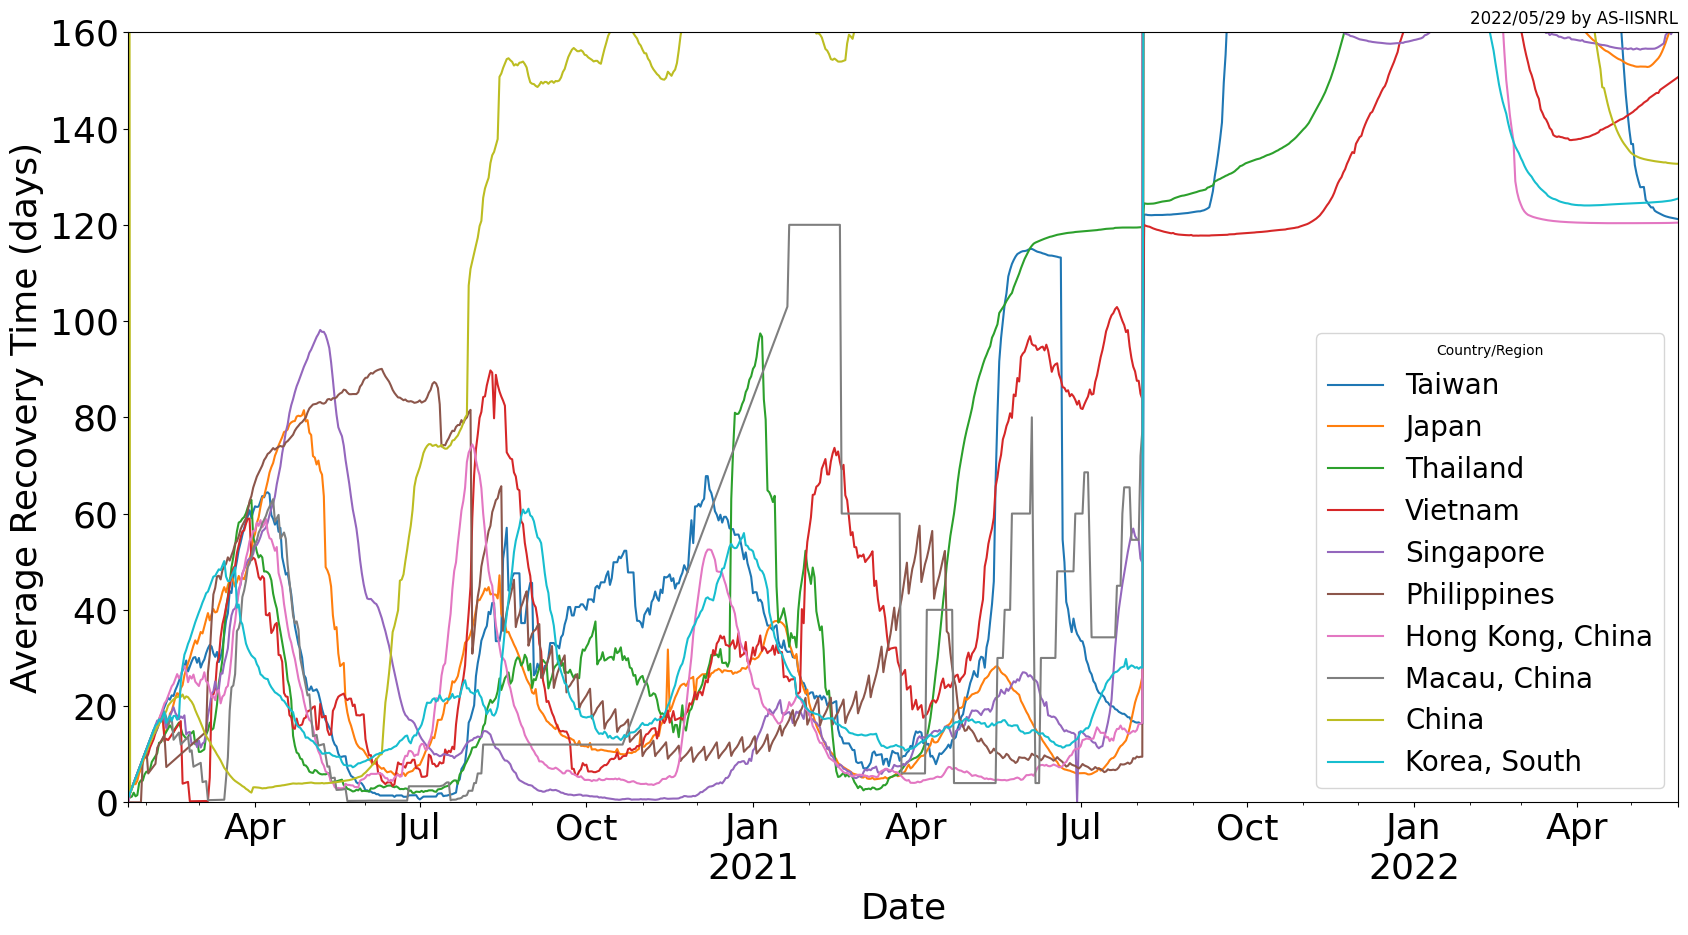 2022/05/29 by AS-IISNRL
160
140
120
100
80
60
40
20
0
Average Recovery Time (days)
Country/Region
Taiwan
Japan
Thailand
Vietnam
Singapore
Philippines
Hong Kong, China
Macau, China
China
Korea, South
Apr Jul Oct Jan Apr Jul Oct Jan Apr
2021 2022
Date